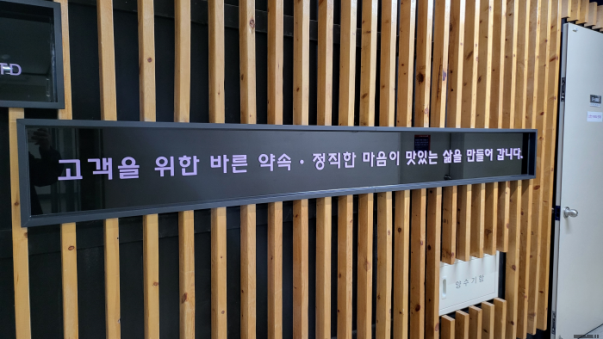 고객을 위한 바른 약속 · 정직한 마음이 맛있는 삶을 만들어 갑니다.